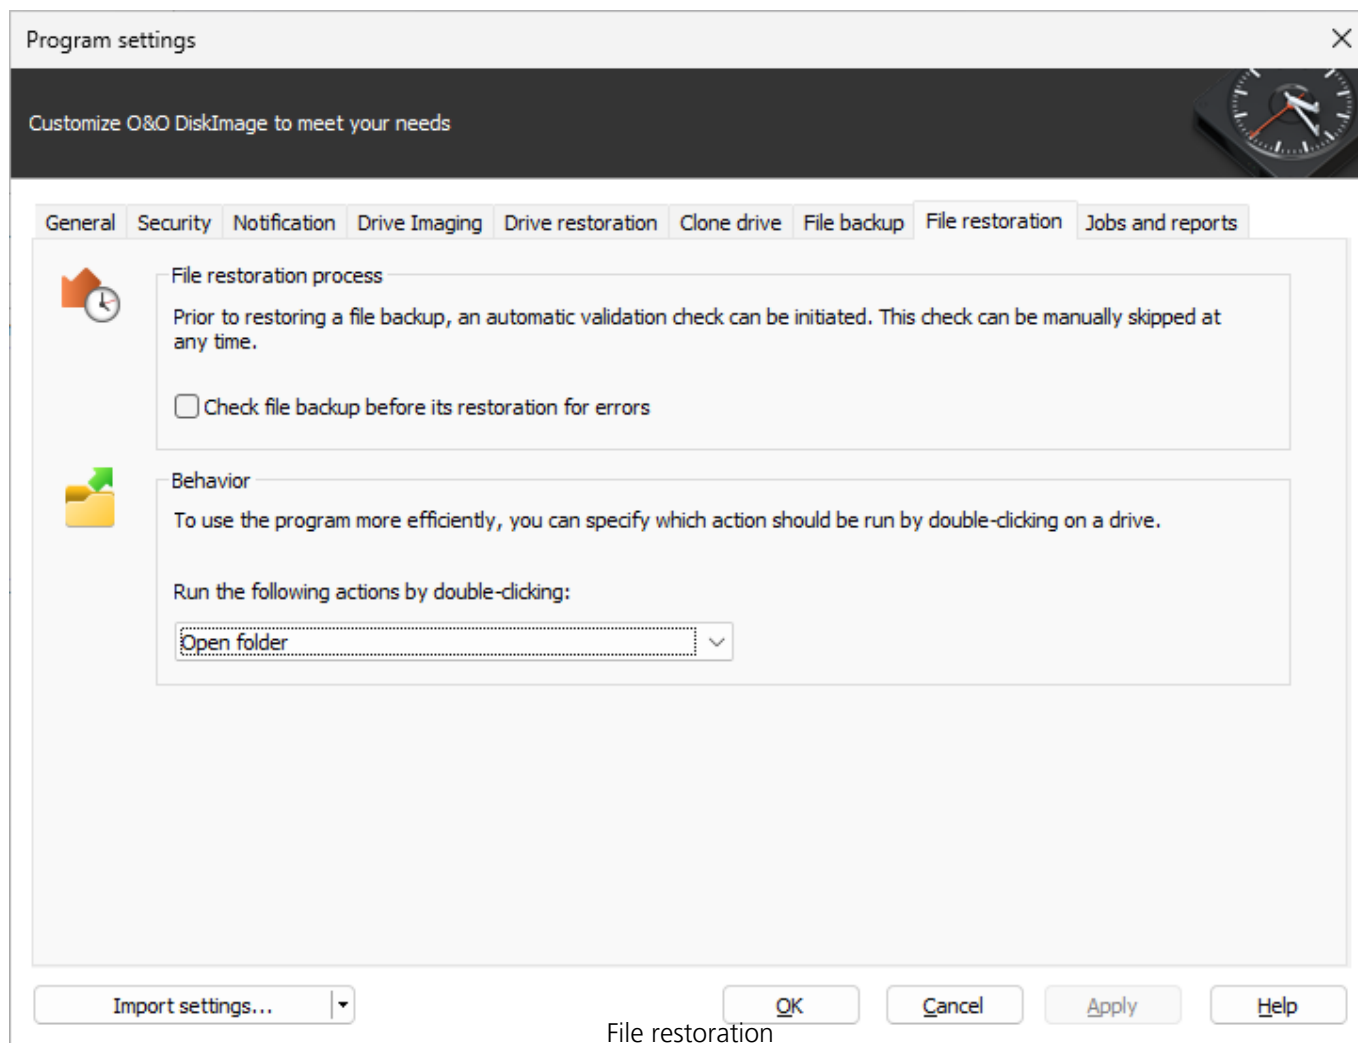 Program settings
Customize O&O DiskImage to meet your needs
General Security Notification Drive Imaging Drive restoration Clone drive File backup File restoration Jobs and reports
File restoration process
Prior to restoring a file backup, an automatic validation check can be initiated. This check can be manually skipped at
any time.
Check file backup before its restoration for errors
Behavior
To use the program more efficiently, you can specify which action should be run by double-clicking on a drive.
Run the following actions by double-clicking:
Open folder
Import settings... OK Cancel Apply Help
File restoration